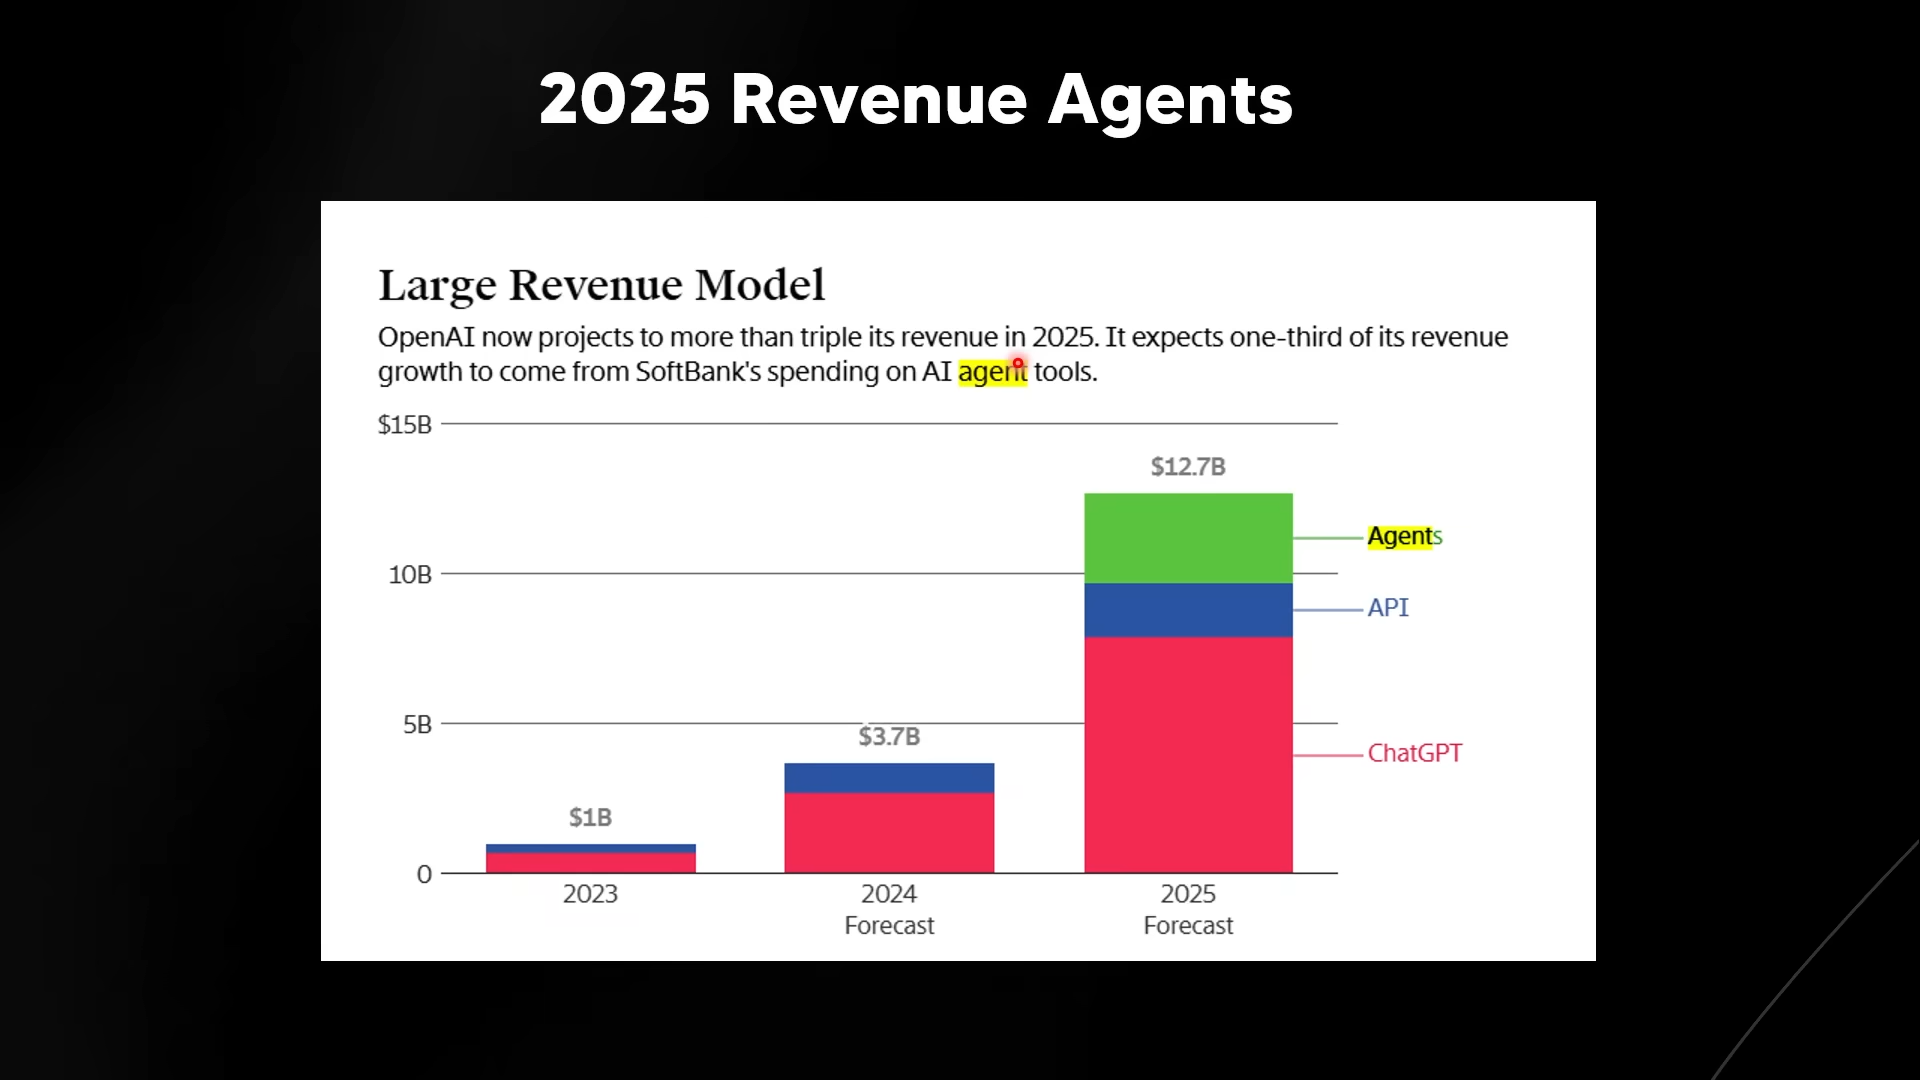 2025 Revenue Agents
Large Revenue Model
OpenAI now projects to more than triple its revenue in 2025. It expects one-third of its revenue
growth to come from SoftBank's spending on AI agent tools.
$15B
$12.7B
Agents
10B
API
5B
$3.7B
ChatGPT
$1B
0
2023
2024
2025
Forecast
Forecast